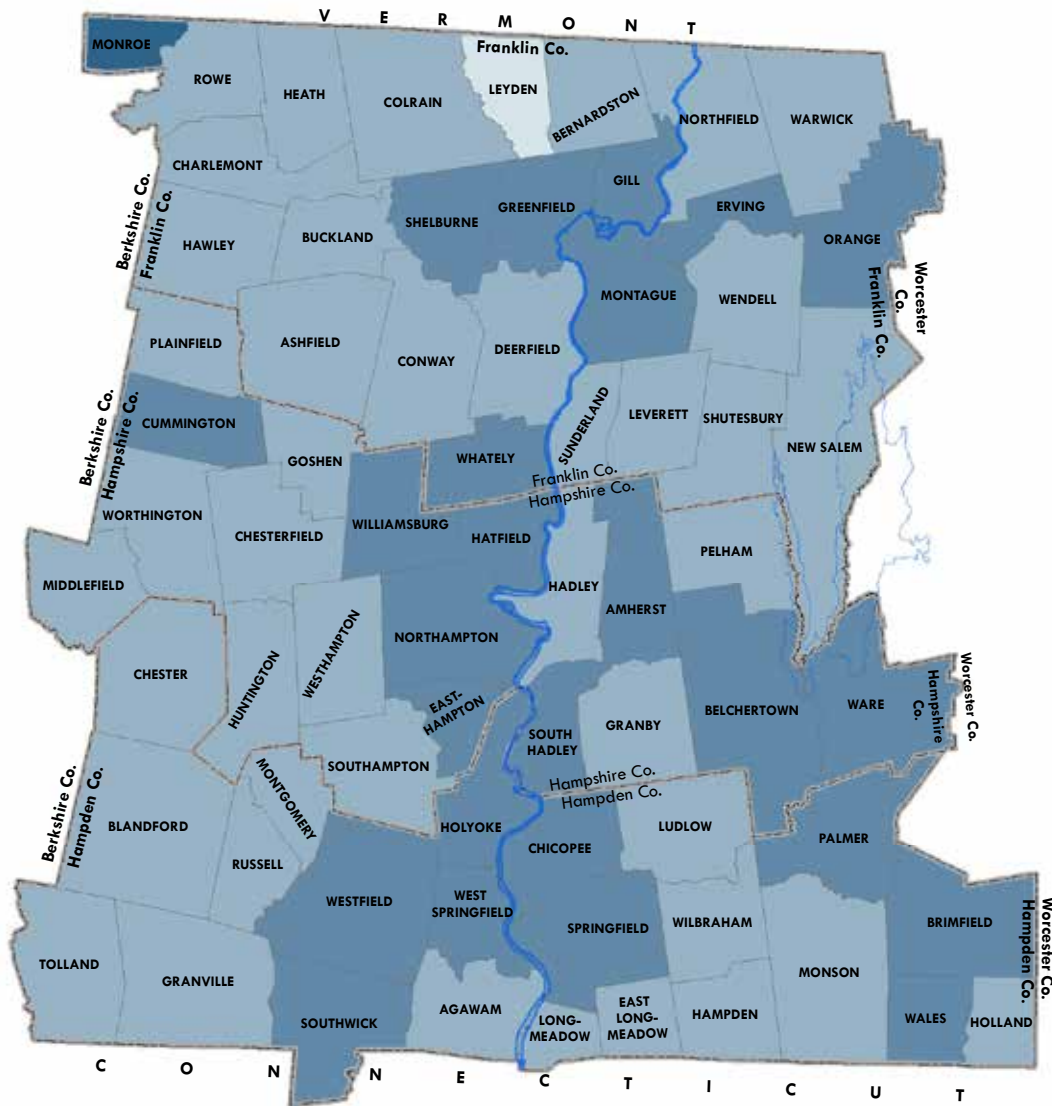 VERMONT
Franklin Co.
MONROE
ROWE
HEATH
COLRAIN
LEYDEN
BERNARDSTON
NORTHFIELD
WARWICK
CHARLEMONT
GILL
Berkshire Co.
Franklin Co.
HAWLEY
BUCKLAND
SHELBURNE
GREENFIELD
ERVING
ORANGE
Franklin Co.
Worcester
Co.
MONTAGUE
WENDELL
PLAINFIELD
ASHFIELD
CONWAY
DEERFIELD
SUNDERLAND
LEVERETT
SHUTESBURY
NEW SALEM
Berkshire Co.
Hampshire Co.
CUMMINGTON
GOSHEN
WHATELY
Franklin Co.
Hampshire Co.
WORTHINGTON
CHESTERFIELD
WILLIAMSBURG
HATFIELD
PELHAM
MIDDLEFIELD
HADLEY
AMHERST
NORTHAMPTON
CHESTER
HUNTINGTON
WESTHAMPTON
EAST-
HAMPTON
SOUTH
HADLEY
GRANBY
BELCHERTOWN
WARE
Hampshire
Co.
Worcester Co.
SOUTHAMPTON
Hampshire Co.
Hampden Co.
Berkshire Co.
Hampden Co.
BLANDFORD
MONTGOMERY
RUSSELL
HOLYOKE
CHICOPEE
LUDLOW
PALMER
WESTFIELD
WEST
SPRINGFIELD
SPRINGFIELD
WILBRAHAM
BRIMFIELD
Hampden Co.
Worcester Co.
TOLLAND
GRANVILLE
SOUTHWICK
AGAWAM
LONG-
MEADOW
EAST
LONG-
MEADOW
HAMPDEN
MONSON
WALES
HOLLAND
CONNECTICUT